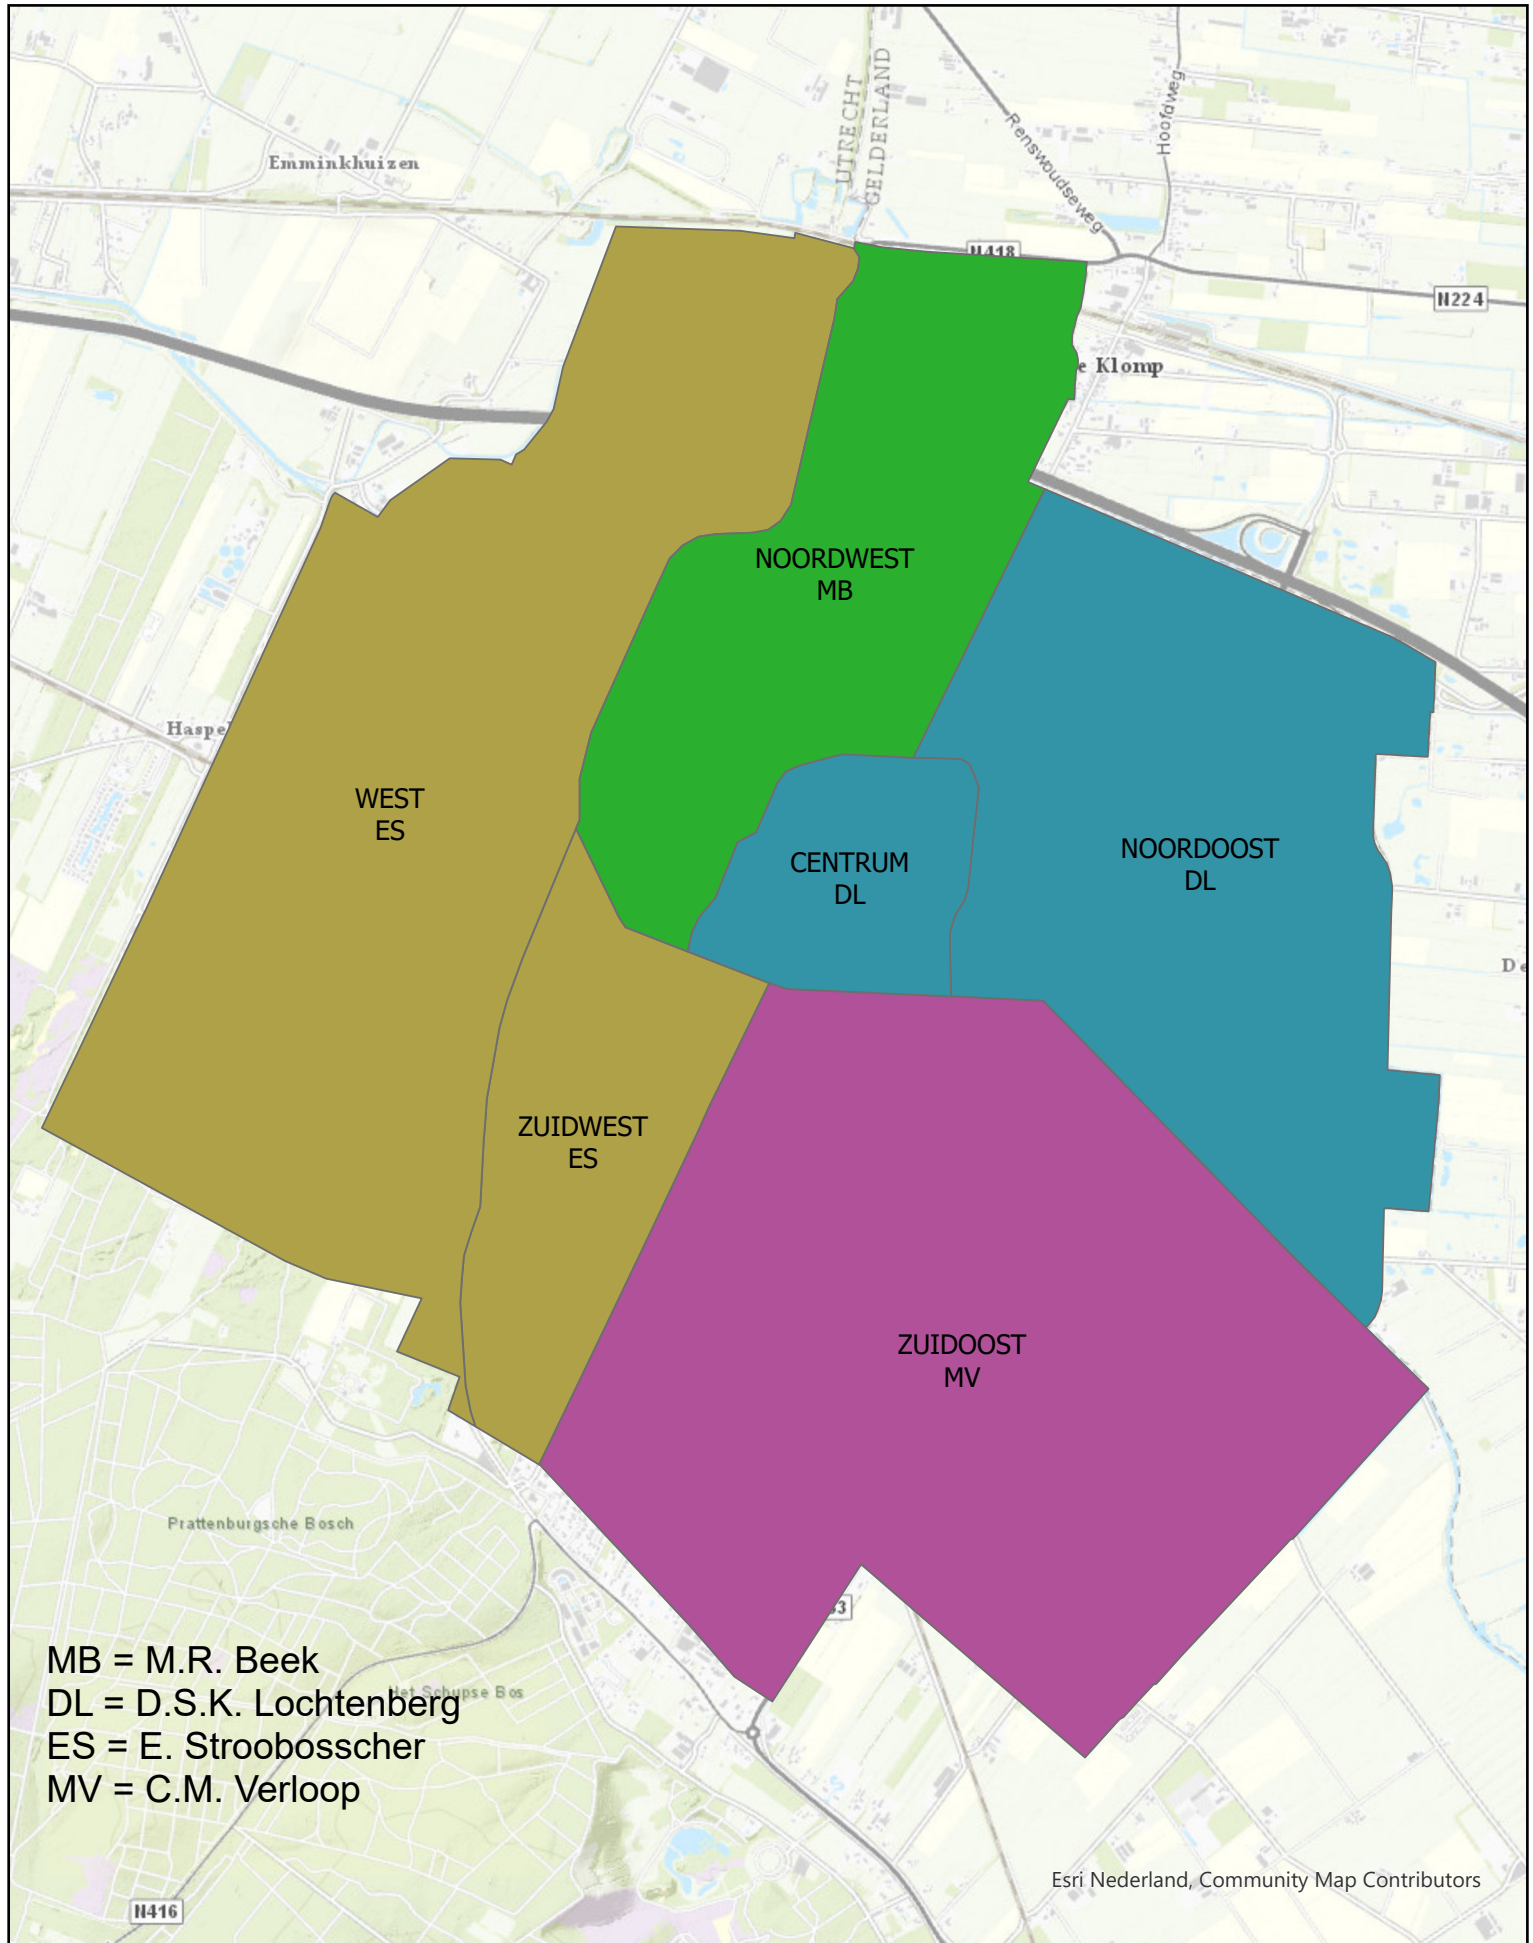 UTRECHT
GELDERLAND
Renswoudseweg
Hoofdweg
Emminkhuizen
N418
N224
e Klomp
NOORDWEST
MB
Haspel
WEST
ES
CENTRUM
DL
NOORDOOST
DL
De
ZUIDWEST
ES
ZUIDOOST
MV
Prattenburgsche Bosch
33
MB = M.R. Beek
Het Schupse Bos
DL = D.S.K. Lochtenberg
ES = E. Stroobosscher
MV = C.M. Verloop
Esri Nederland, Community Map Contributors
N416